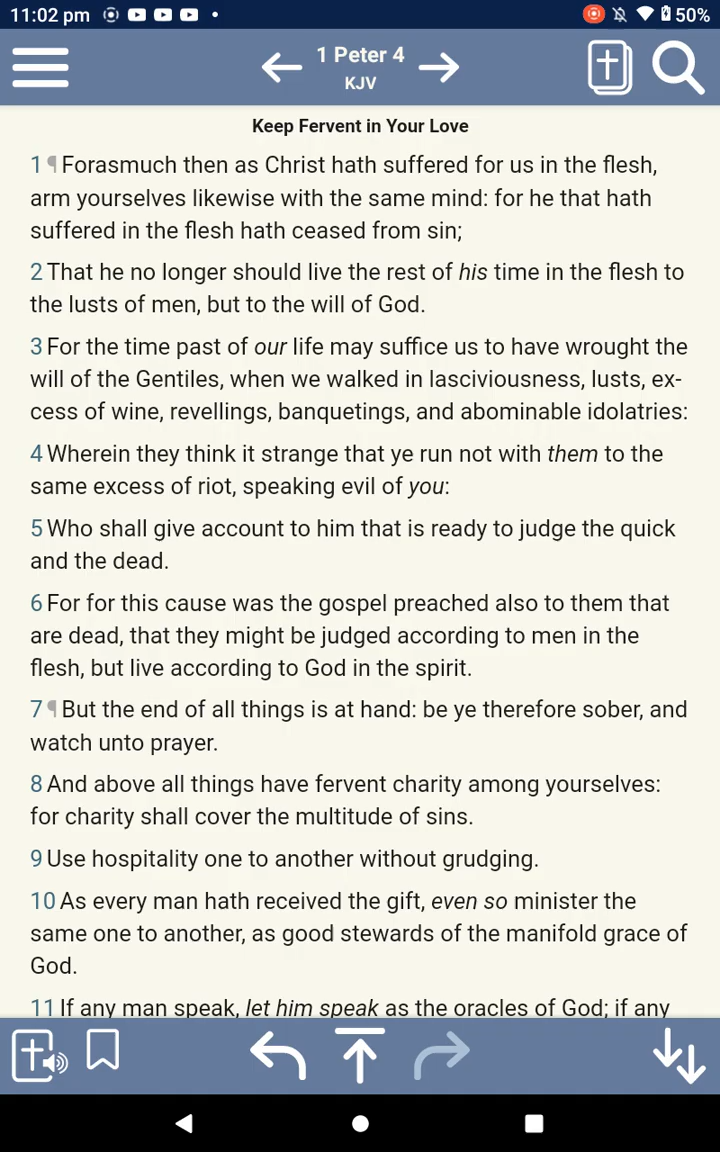 11:02 pm 50%
1 Peter 4
KJV
Keep Fervent in Your Love
1 ¶ Forasmuch then as Christ hath suffered for us in the flesh,
arm yourselves likewise with the same mind: for he that hath
suffered in the flesh hath ceased from sin;
2 That he no longer should live the rest of his time in the flesh to
the lusts of men, but to the will of God.
3 For the time past of our life may suffice us to have wrought the
will of the Gentiles, when we walked in lasciviousness, lusts, ex-
cess of wine, revellings, banquetings, and abominable idolatries:
4 Wherein they think it strange that ye run not with them to the
same excess of riot, speaking evil of you:
5 Who shall give account to him that is ready to judge the quick
and the dead.
6 For for this cause was the gospel preached also to them that
are dead, that they might be judged according to men in the
flesh, but live according to God in the spirit.
7 ¶ But the end of all things is at hand: be ye therefore sober, and
watch unto prayer.
8 And above all things have fervent charity among yourselves:
for charity shall cover the multitude of sins.
9 Use hospitality one to another without grudging.
10 As every man hath received the gift, even so minister the
same one to another, as good stewards of the manifold grace of
God.
11 If any man speak, let him speak as the oracles of God; if any